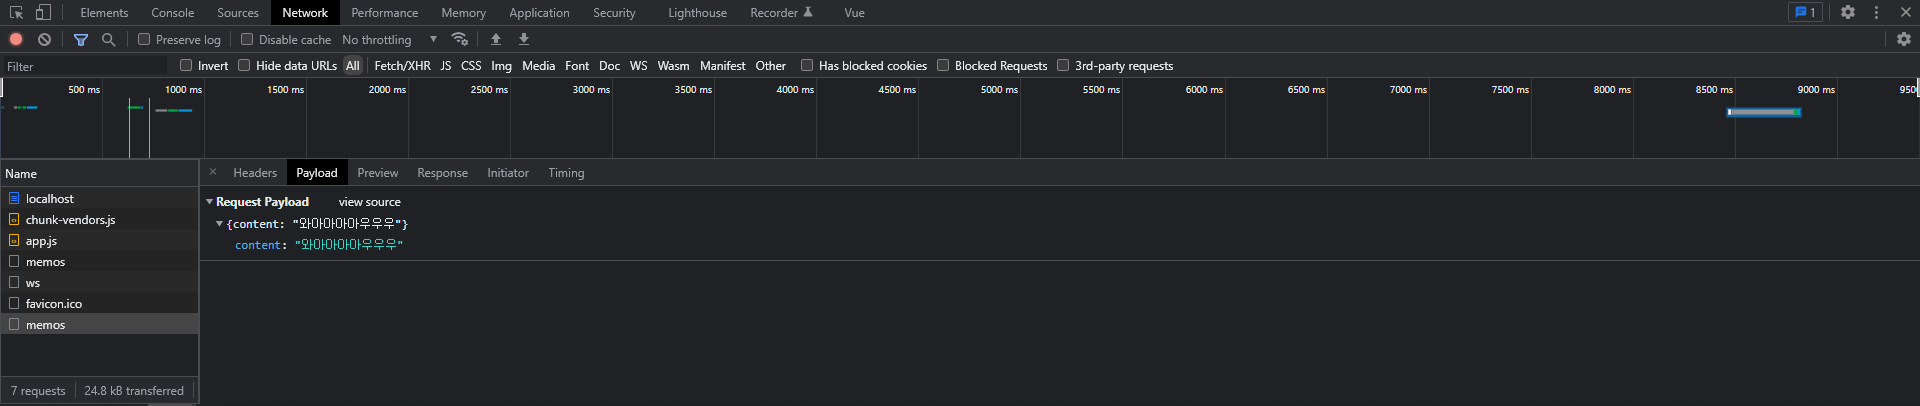 Elements Console Sources Network Performance Memory Application Security Lighthouse Recorder Vue 1
Preserve log Disable cache No throttling
Filter Invert Hide data URLs All Fetch/XHR JS CSS Img Media Font Doc WS Wasm Manifest Other Has blocked cookies Blocked Requests 3rd-party requests
500 ms 1000 ms 1500 ms 2000 ms 2500 ms 3000 ms 3500 ms 4000 ms 4500 ms 5000 ms 5500 ms 6000 ms 6500 ms 7000 ms 7500 ms 8000 ms 8500 ms 9000 ms 950
Name
localhost
chunk-vendors.js
app.js
memos
ws
favicon.ico
memos
7 requests 24.8 kB transferred
Headers Payload Preview Response Initiator Timing
Request Payload view source
{content: "와아아아아우우우"}
content: "와아아아아우우우"